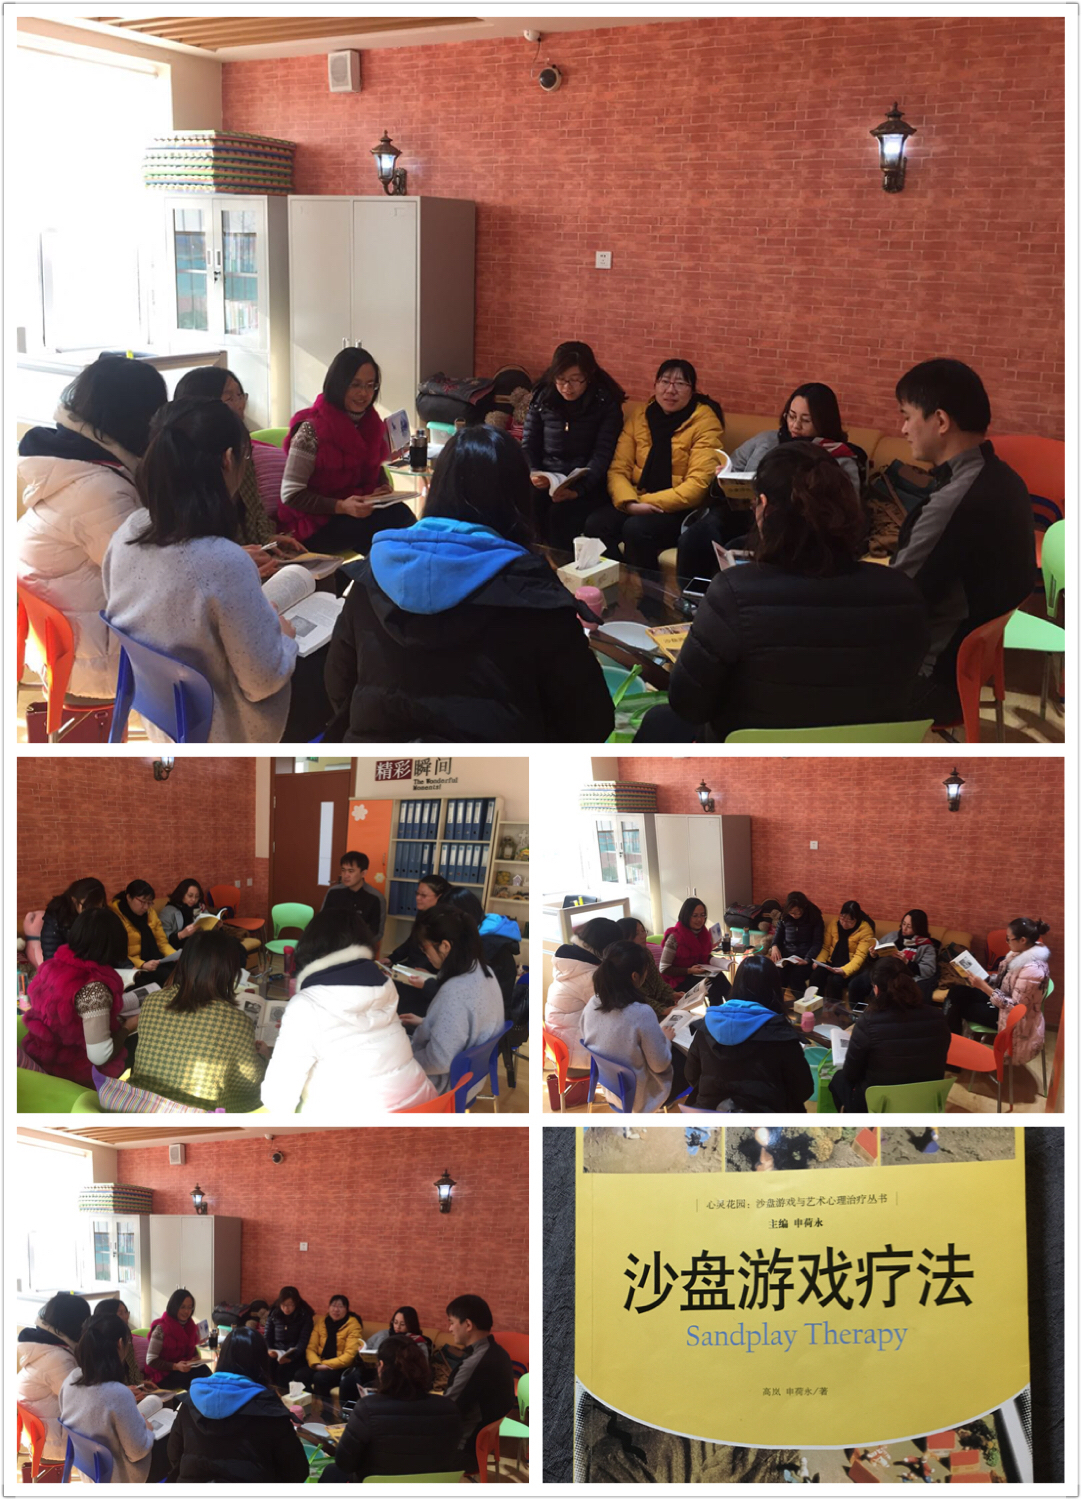 精彩瞬间
The Wonderful
Moments!
心灵花园：沙盘游戏与艺术心理治疗丛书
主编 申荷永
沙盘游戏疗法
Sandplay Therapy
高岚 申荷永/著